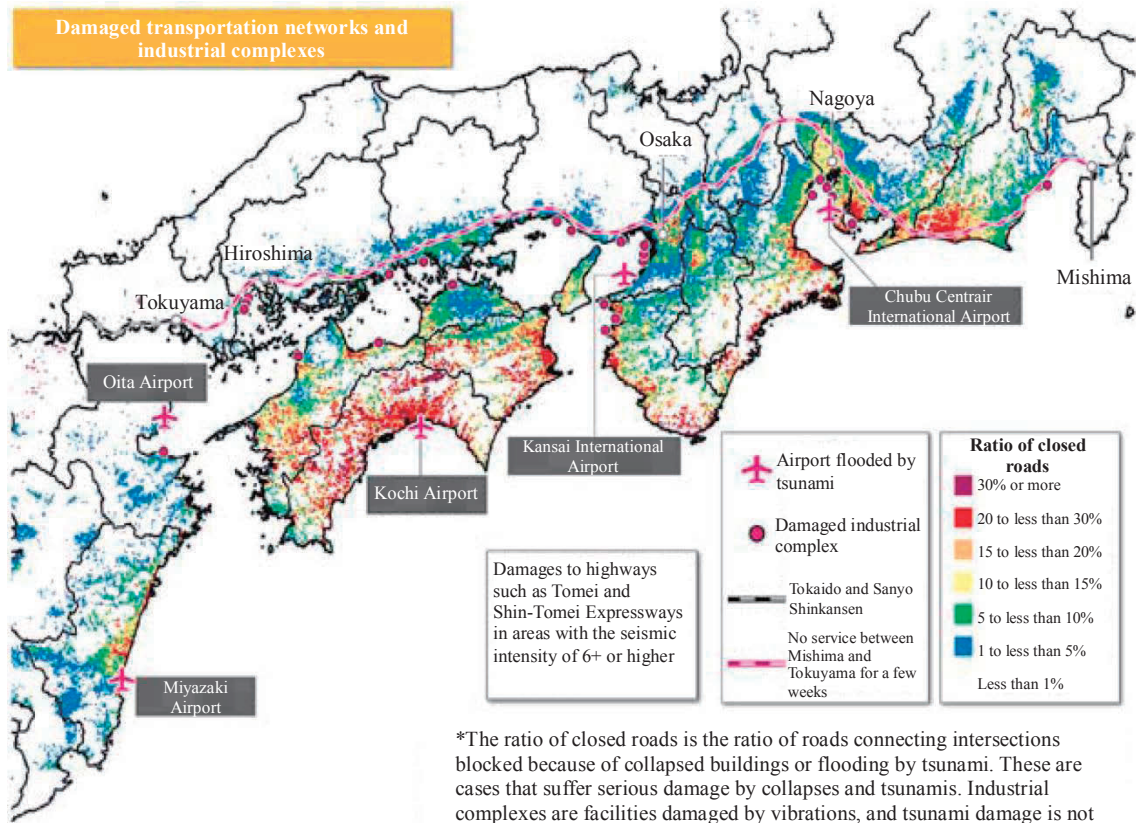 Damaged transportation networks and
industrial complexes
Nagoya
Osaka
Hiroshima
Tokuyama
Mishima
Chubu Centrair
International Airport
Oita Airport
Kansai International
Airport
Kochi Airport
Miyazaki
Airport
Damages to highways
such as Tomei and
Shin-Tomei Expressways
in areas with the seismic
intensity of 6+ or higher
Airport flooded by
tsunami
Damaged industrial
complex
Tokaido and Sanyo
Shinkansen
No service between
Mishima and
Tokuyama for a few
weeks
Ratio of closed
roads
30% or more
20 to less than 30%
15 to less than 20%
10 to less than 15%
5 to less than 10%
1 to less than 5%
Less than 1%
*The ratio of closed roads is the ratio of roads connecting intersections
blocked because of collapsed buildings or flooding by tsunami. These are
cases that suffer serious damage by collapses and tsunamis. Industrial
complexes are facilities damaged by vibrations, and tsunami damage is not